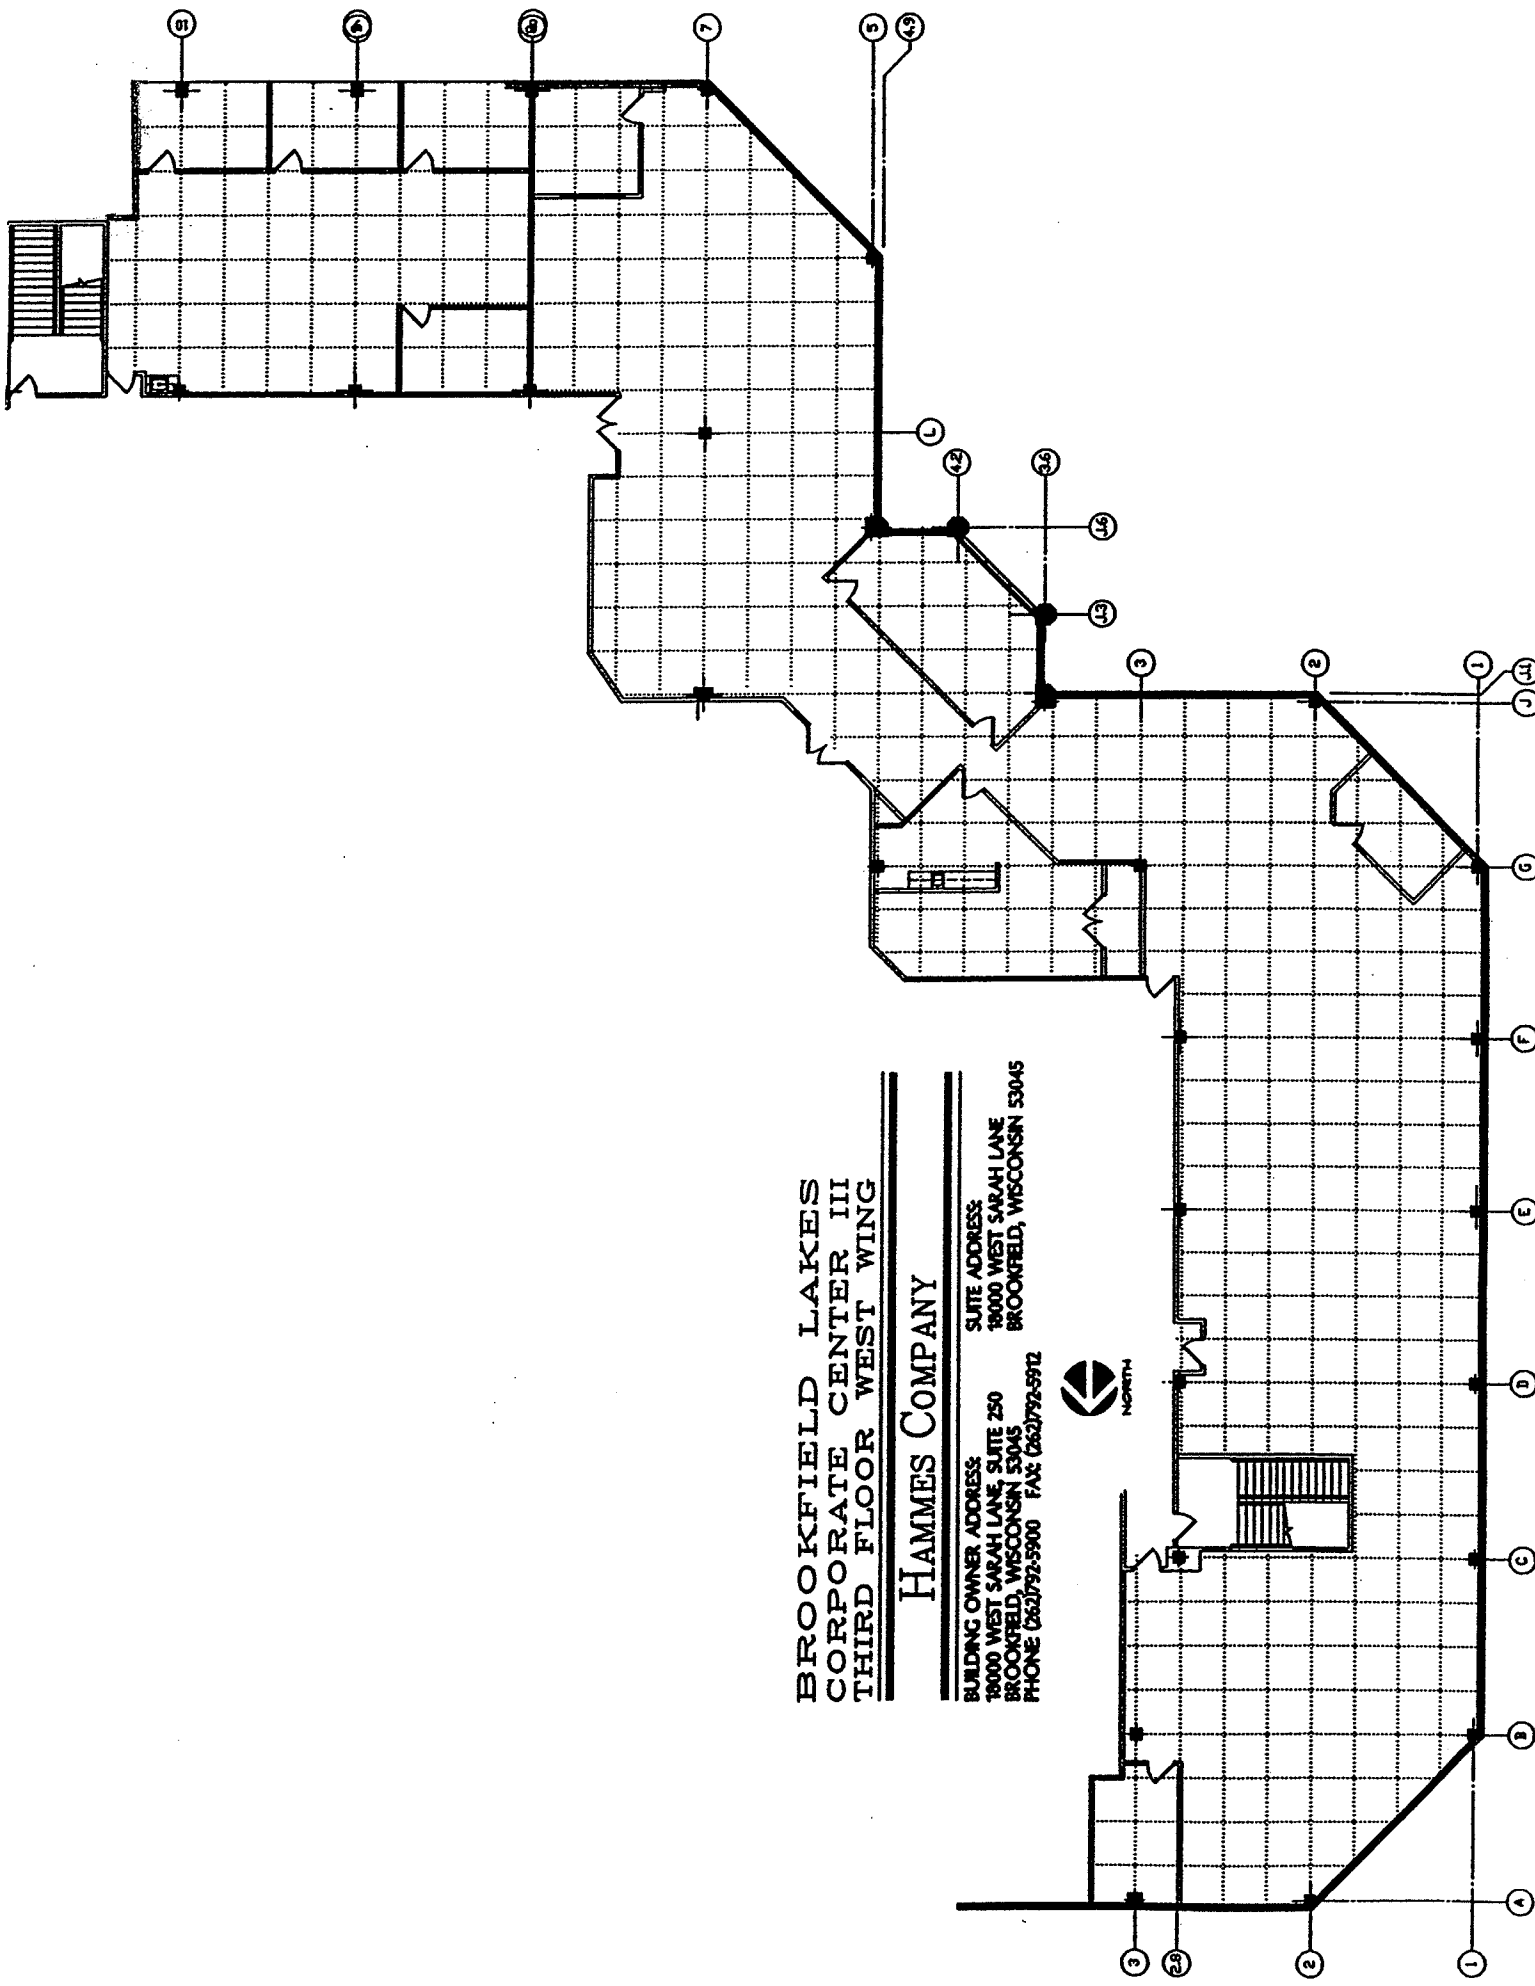 BROOKFIELD LAKES
CORPORATE CENTER III
THIRD FLOOR WEST WING
HAMMES COMPANY
BUILDING OWNER ADDRESS:
18000 WEST SARAH LANE, SUITE 250
BROOKFIELD, WISCONSIN 53045
PHONE (262)792-5900 FAX: (262)792-5912
SUITE ADDRESS:
18000 WEST SARAH LANE
BROOKFIELD, WISCONSIN 53045
NORTH
10
7
5
4.9
L
4.2
3.6
J.6
J.3
3
2
1
J.1
J
G
F
E
D
C
B
A
3
2.8
2
1